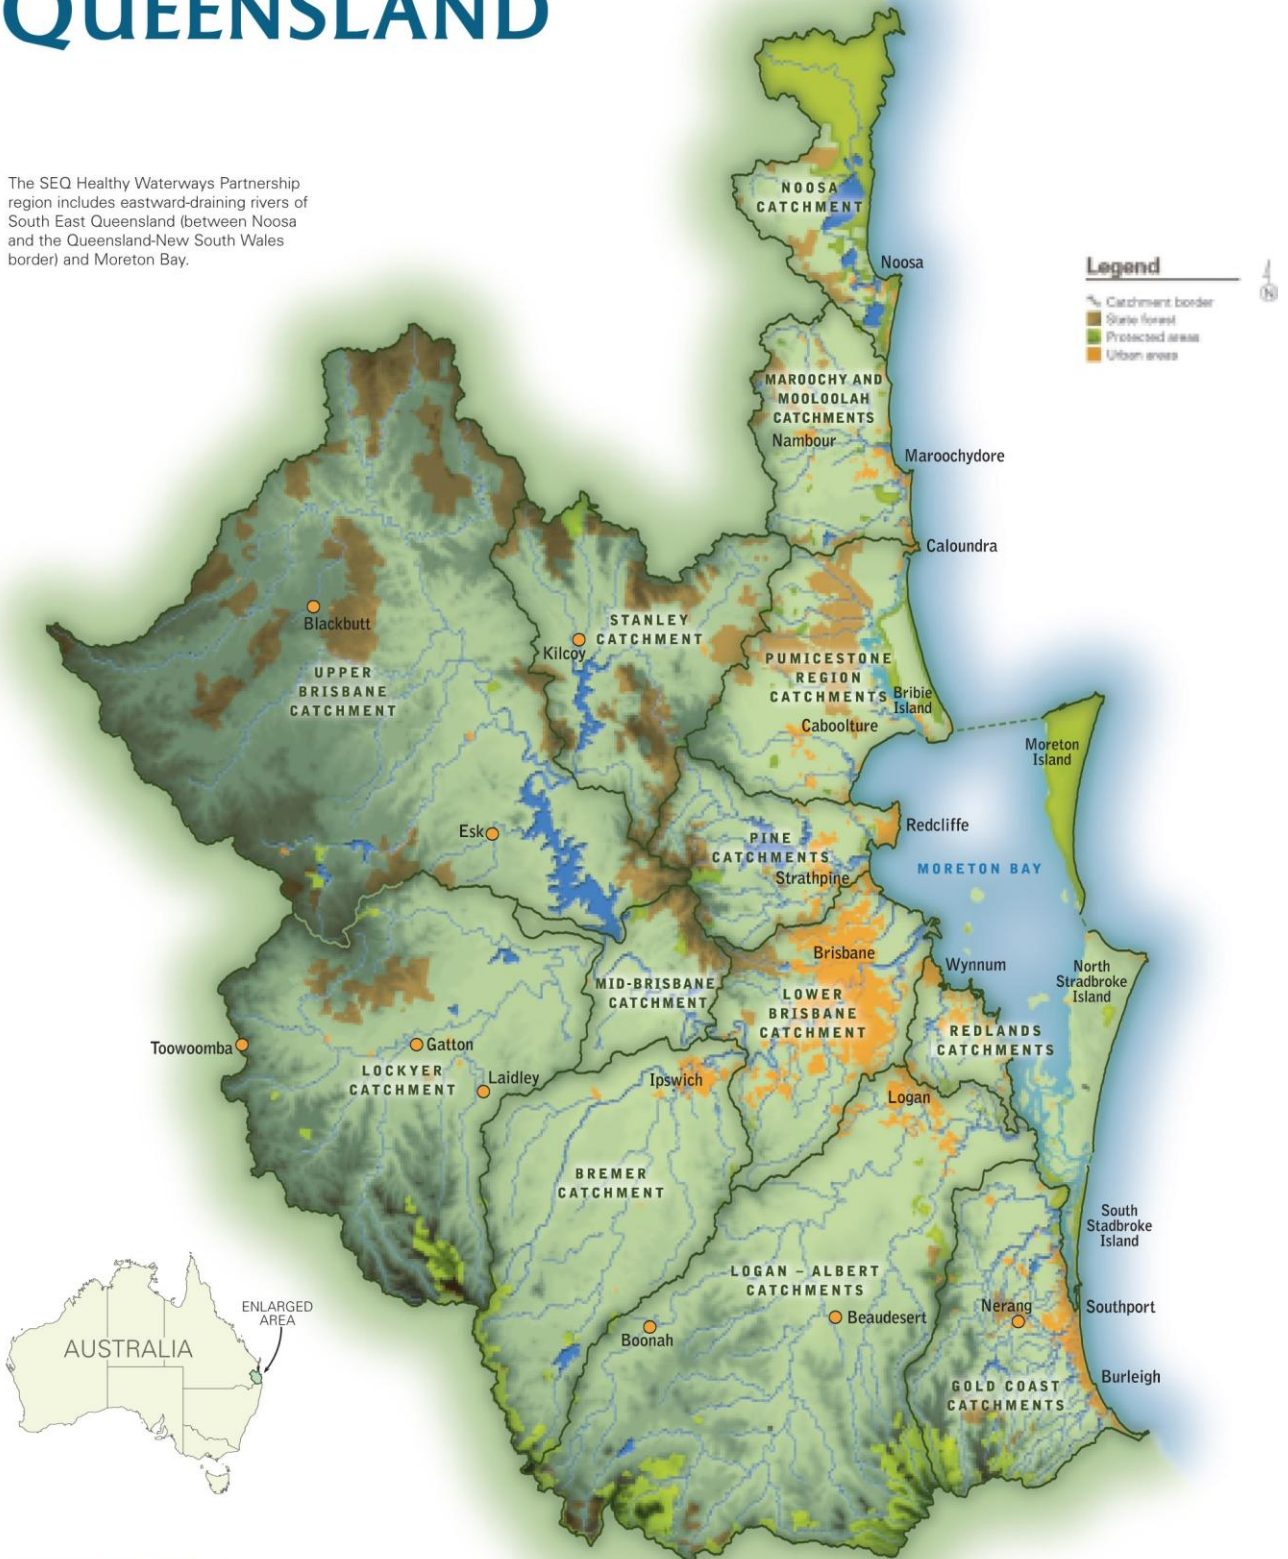 QUEENSLAND
The SEQ Healthy Waterways Partnership
region includes eastward-draining rivers of
South East Queensland (between Noosa
and the Queensland-New South Wales
border) and Moreton Bay.
NOOSA
CATCHMENT
Noosa
Legend
N
Catchment border
State forest
Protected areas
Urban areas
MAROOCHY AND
MOOLOOLAH
CATCHMENTS
Nambour
Maroochydore
Caloundra
Blackbutt
STANLEY
CATCHMENT
Kilcoy
UPPER
BRISBANE
CATCHMENT
PUMICESTONE
REGION
CATCHMENTS
Bribie
Island
Caboolture
Moreton
Island
Esk
Redcliffe
PINE
CATCHMENTS
Strathpine
MORETON BAY
Brisbane
Wynnum
North
Stradbroke
Island
MID-BRISBANE
CATCHMENT
LOWER
BRISBANE
CATCHMENT
REDLANDS
CATCHMENTS
Toowoomba
Gatton
LOCKYER
CATCHMENT
Laidley
Ipswich
Logan
BREMER
CATCHMENT
South
Stadbroke
Island
LOGAN – ALBERT
CATCHMENTS
Beaudesert
Boonah
Nerang
Southport
Burleigh
GOLD COAST
CATCHMENTS
ENLARGED
AREA
AUSTRALIA